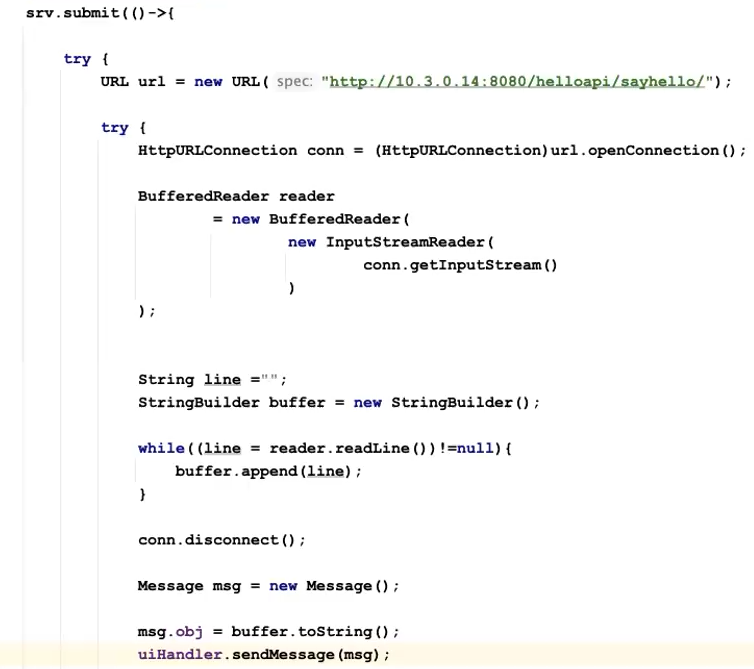 srv.submit(()->{
try {
URL url = new URL( spec: "http://10.3.0.14:8080/helloapi/sayhello/");
try {
HttpURLConnection conn = (HttpURLConnection)url.openConnection();
BufferedReader reader
= new BufferedReader(
new InputStreamReader(
conn.getInputStream()
)
);
String line ="";
StringBuilder buffer = new StringBuilder();
while((line = reader.readLine())!=null){
buffer.append(line);
}
conn.disconnect();
Message msg = new Message();
msg.obj = buffer.toString();
uiHandler.sendMessage(msg);